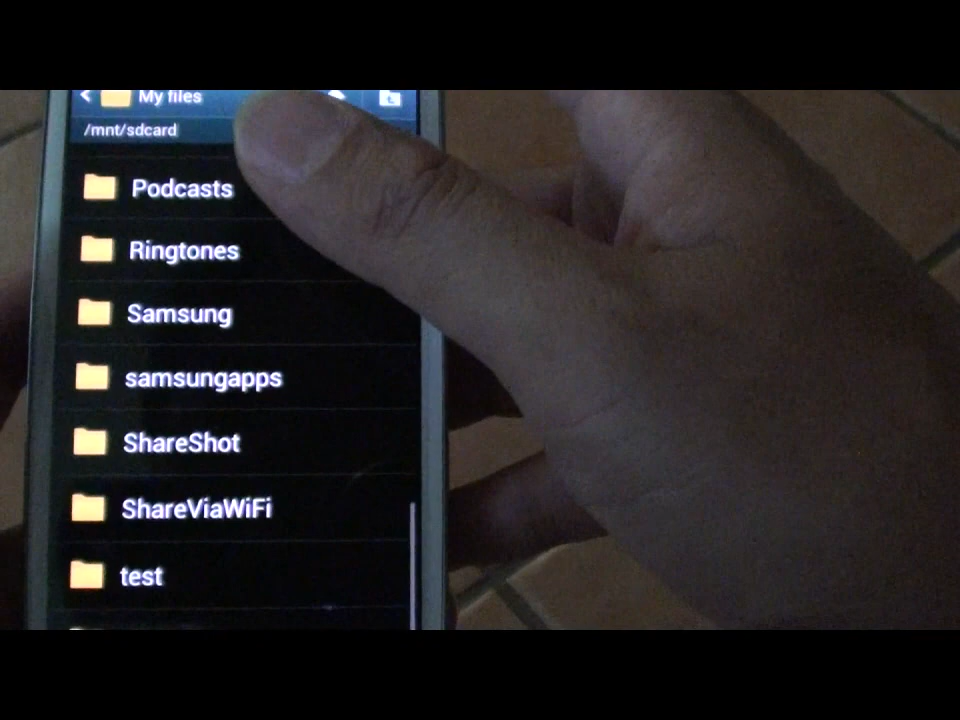 My files
/mnt/sdcard
Podcasts
Ringtones
Samsung
samsungapps
ShareShot
ShareViaWiFi
test